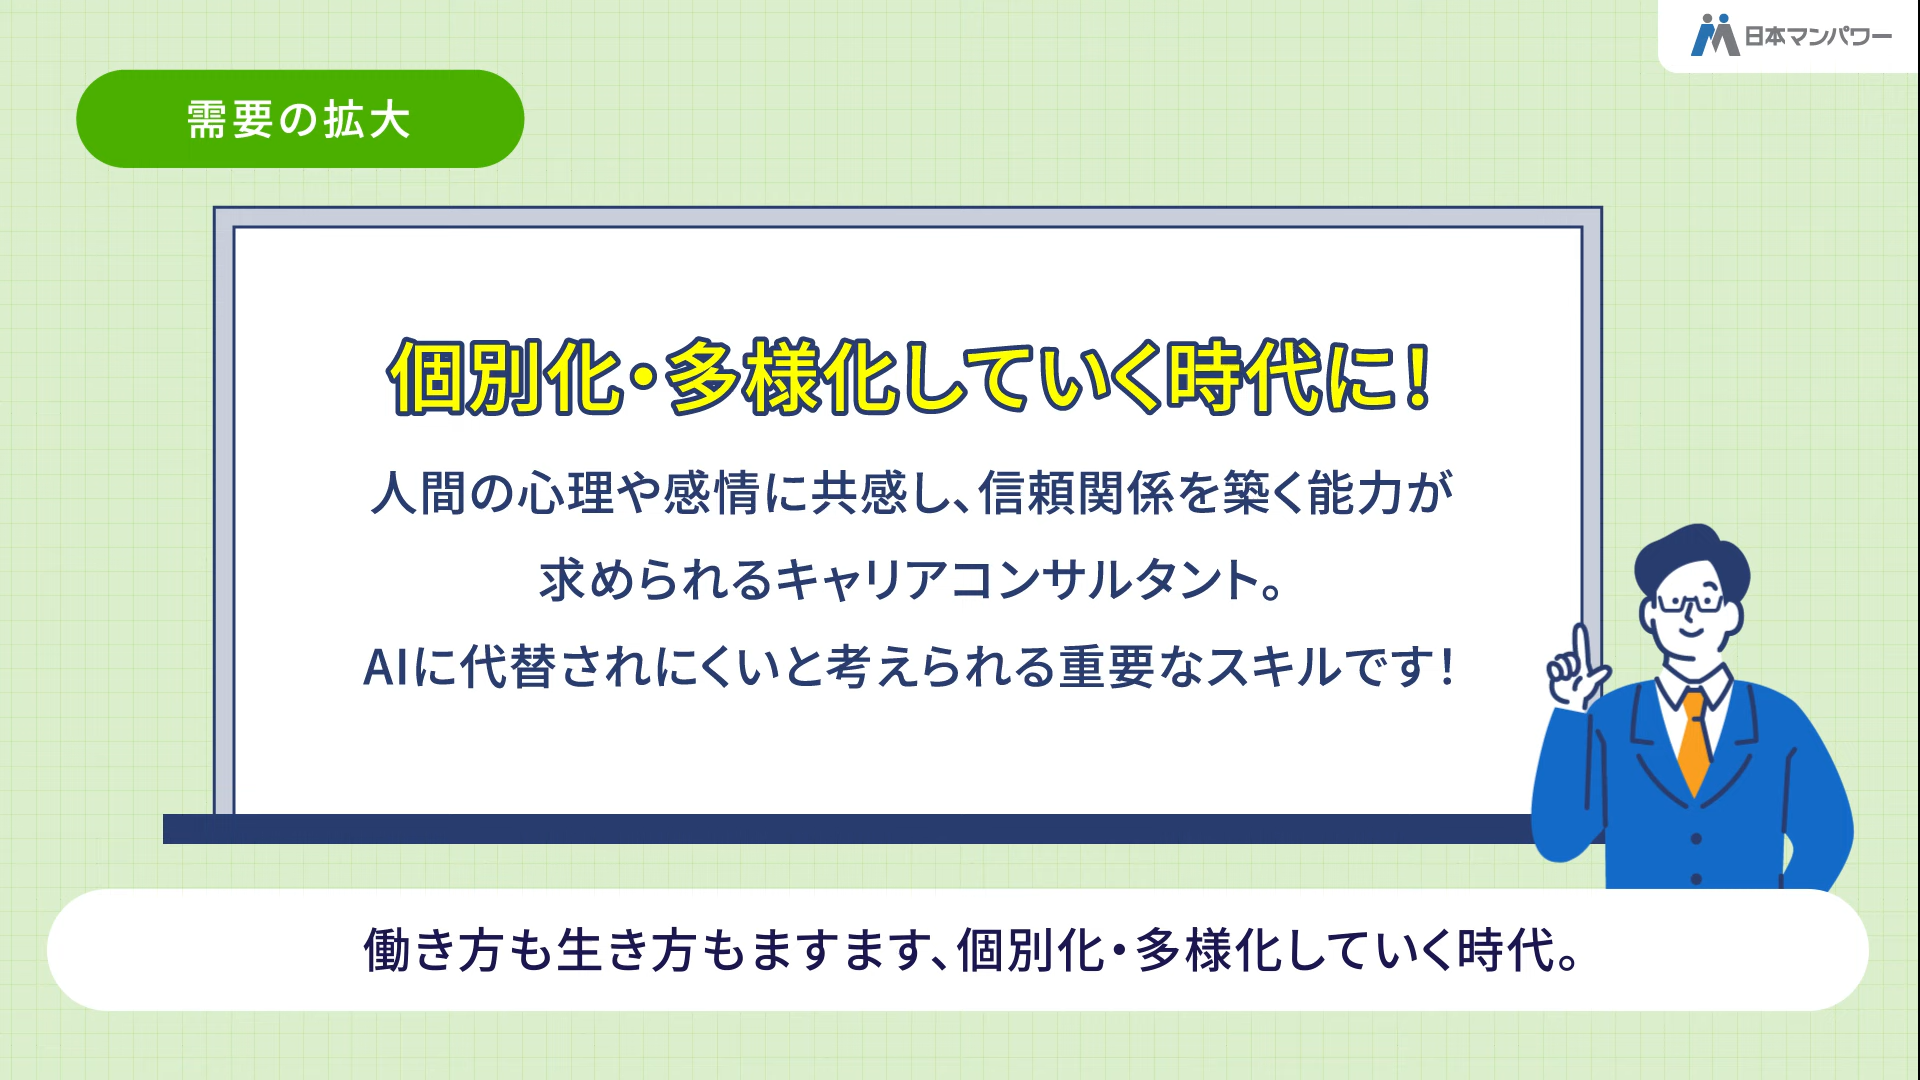 日本マンパワー
需要の拡大
個別化・多様化していく時代に！
人間の心理や感情に共感し、信頼関係を築く能力が
求められるキャリアコンサルタント。
AIに代替されにくいと考えられる重要なスキルです！
働き方も生き方もますます、個別化・多様化していく時代。